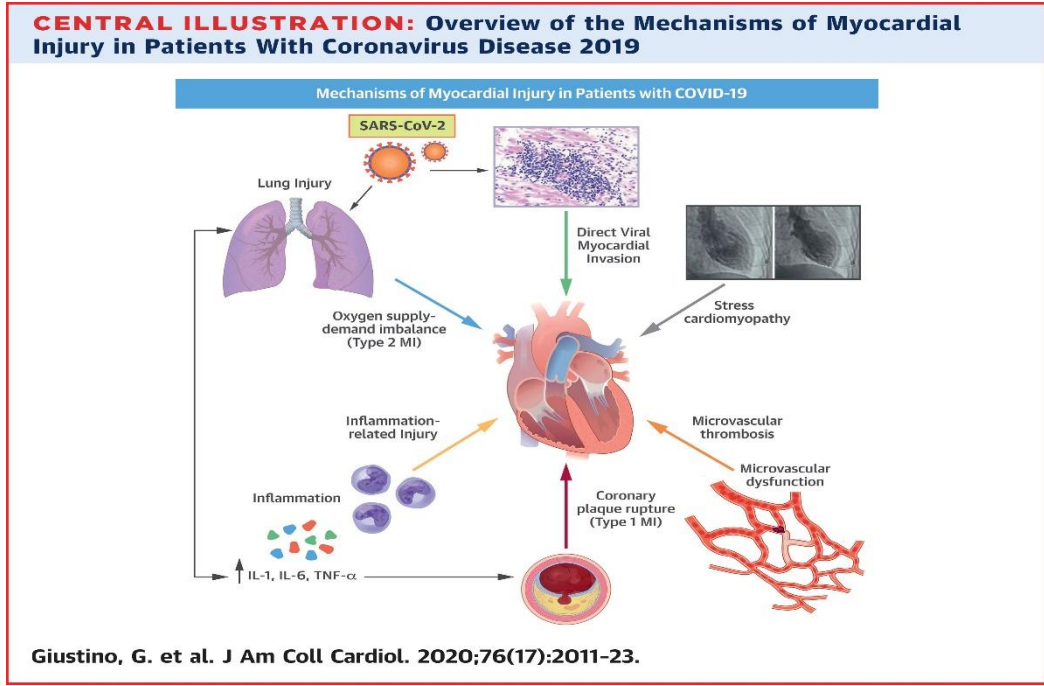 CENTRAL ILLUSTRATION: Overview of the Mechanisms of Myocardial
Injury in Patients With Coronavirus Disease 2019
Mechanisms of Myocardial Injury in Patients with COVID-19
SARS-CoV-2
Lung Injury
Direct Viral
Myocardial
Invasion
Oxygen supply-
demand imbalance
(Type 2 MI)
Stress
cardiomyopathy
Inflammation-
related Injury
Microvascular
thrombosis
Inflammation
Microvascular
dysfunction
Coronary
plaque rupture
(Type 1 MI)
IL-1, IL-6, TNF-α
Giustino, G. et al. J Am Coll Cardiol. 2020;76(17):2011-23.